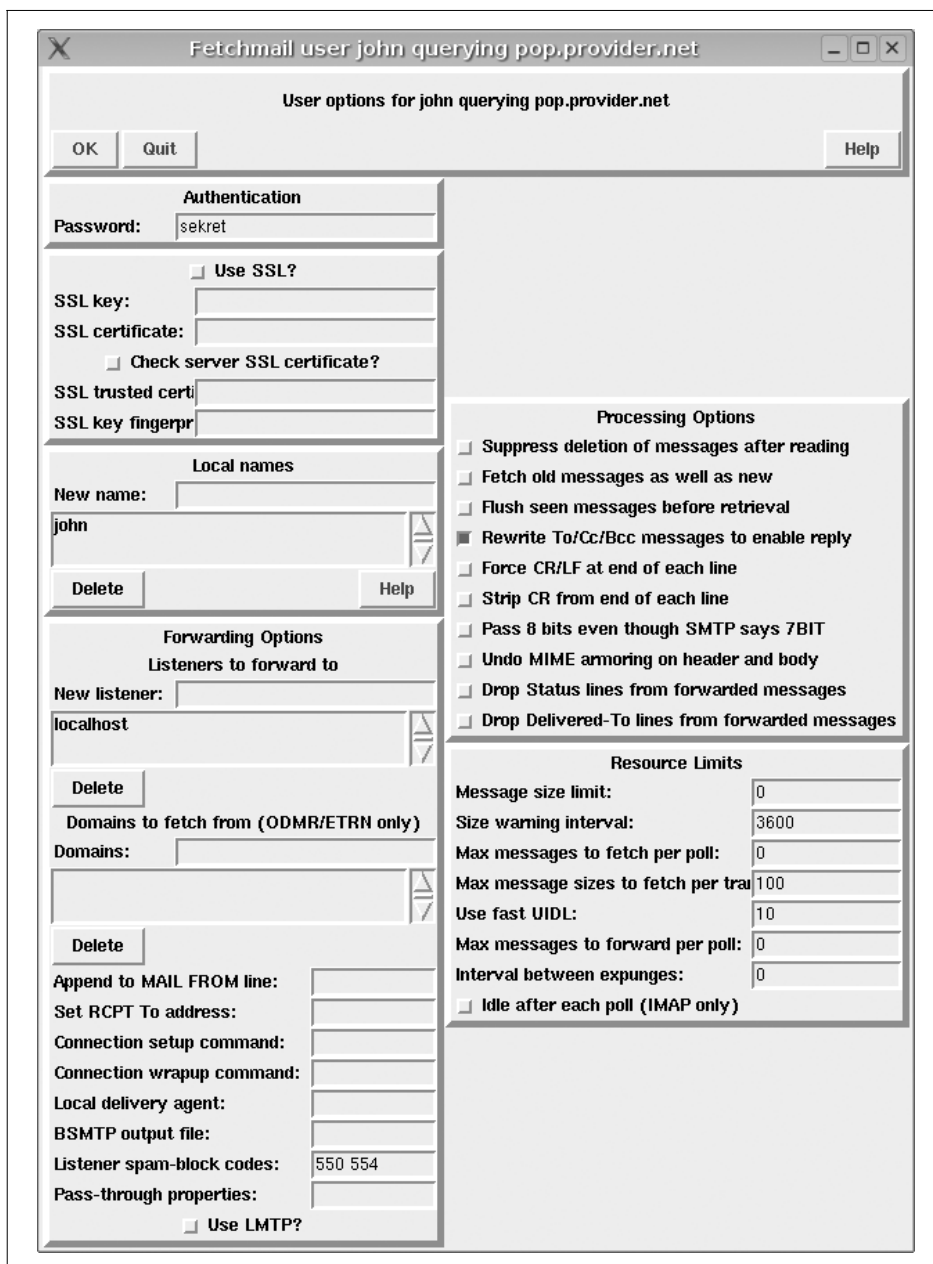 Fetchmail user john querying pop.provider.net
User options for john querying pop.provider.net
OK
Quit
Help
Authentication
Password:
sekret
Use SSL?
SSL key:
SSL certificate:
Check server SSL certificate?
SSL trusted certi
SSL key fingerpr
Local names
New name:
john
Delete
Help
Forwarding Options
Listeners to forward to
New listener:
localhost
Delete
Domains to fetch from (ODMR/ETRN only)
Domains:
Delete
Append to MAIL FROM line:
Set RCPT To address:
Connection setup command:
Connection wrapup command:
Local delivery agent:
BSMTP output file:
Listener spam-block codes: 550 554
Pass-through properties:
Use LMTP?
Processing Options
Suppress deletion of messages after reading
Fetch old messages as well as new
Flush seen messages before retrieval
Rewrite To/Cc/Bcc messages to enable reply
Force CR/LF at end of each line
Strip CR from end of each line
Pass 8 bits even though SMTP says 7BIT
Undo MIME armoring on header and body
Drop Status lines from forwarded messages
Drop Delivered-To lines from forwarded messages
Resource Limits
Message size limit: 0
Size warning interval: 3600
Max messages to fetch per poll: 0
Max message sizes to fetch per tra 100
Use fast UIDL: 10
Max messages to forward per poll: 0
Interval between expunges: 0
Idle after each poll (IMAP only)